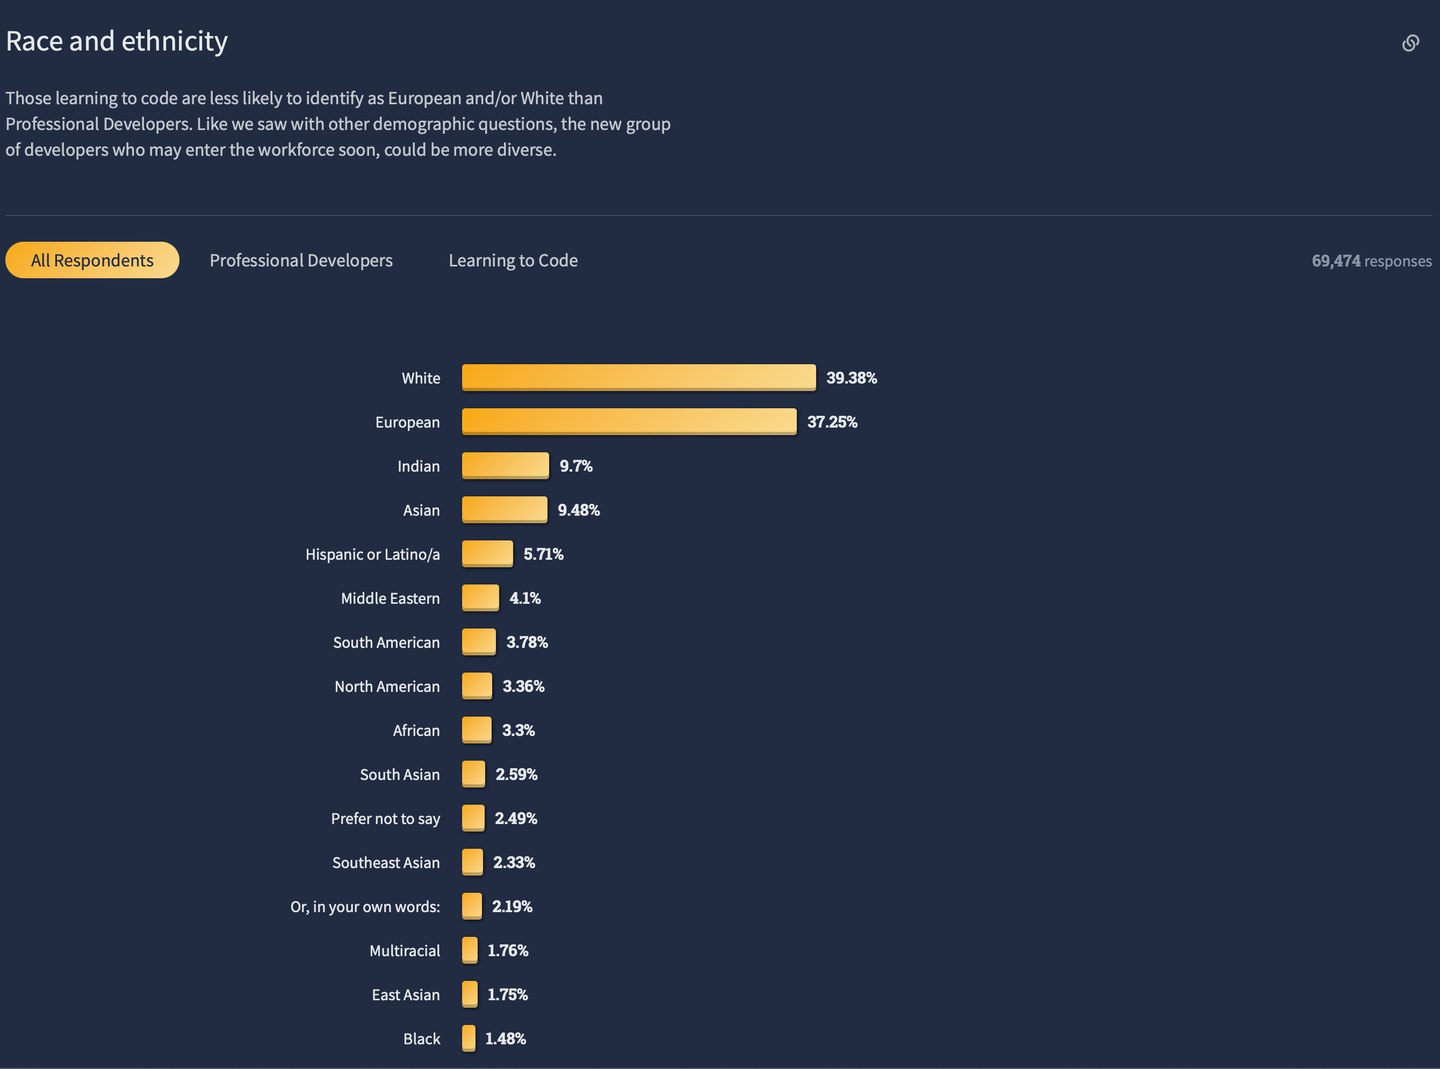 Race and ethnicity
Those learning to code are less likely to identify as European and/or White than
Professional Developers. Like we saw with other demographic questions, the new group
of developers who may enter the workforce soon, could be more diverse.
All Respondents Professional Developers Learning to Code 69,474 responses
White 39.38%
European 37.25%
Indian 9.7%
Asian 9.48%
Hispanic or Latino/a 5.71%
Middle Eastern 4.1%
South American 3.78%
North American 3.36%
African 3.3%
South Asian 2.59%
Prefer not to say 2.49%
Southeast Asian 2.33%
Or, in your own words: 2.19%
Multiracial 1.76%
East Asian 1.75%
Black 1.48%